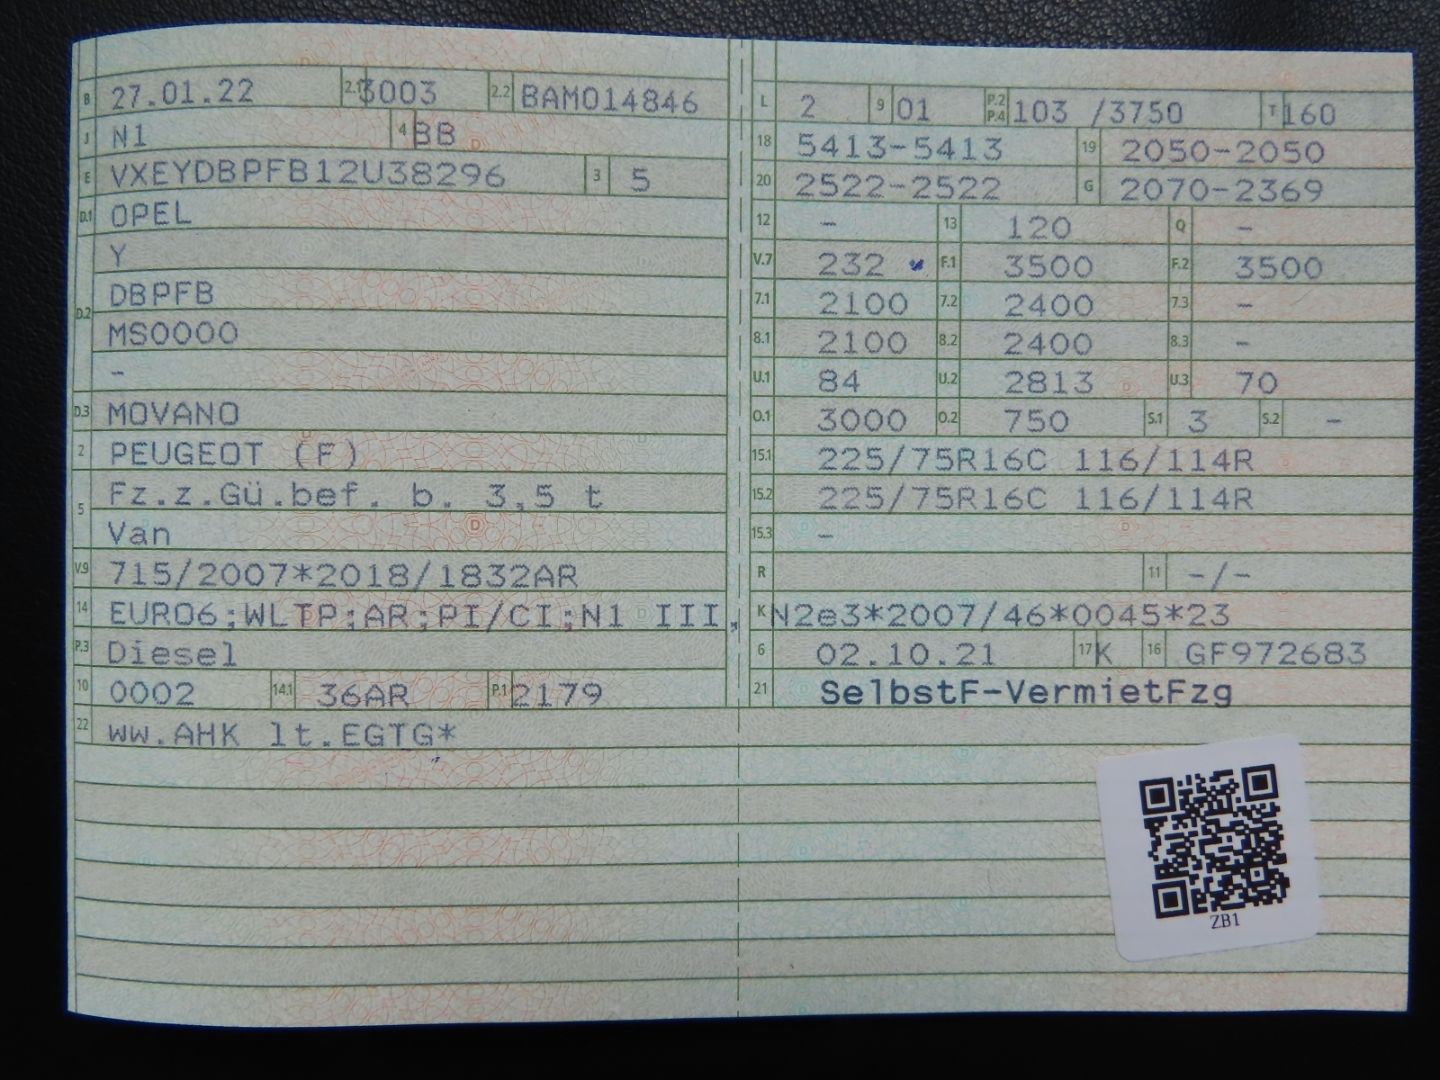 B 27.01.22 2.1 3003 2.2 BAM014846
J N1 4 BB
E VXEYDBPFB12U38296 3 5
D.1 OPEL
Y
D.2 DBPFB
MS0000
-
D.3 MOVANO
2 PEUGEOT (F)
5 Fz.z.Gü.bef. b. 3,5 t
Van
V.9 715/2007*2018/1832AR
14 EURO6;WLTP;AR;PI/CI;N1 III,
P.3 Diesel
10 0002 14.1 36AR P.1 2179
22 ww.AHK lt.EGTG*
L 2 9 01 P.2 P.4 103 /3750 T 160
18 5413-5413 19 2050-2050
20 2522-2522 G 2070-2369
12 - 13 120 Q -
V.7 232 F.1 3500 F.2 3500
7.1 2100 7.2 2400 7.3 -
8.1 2100 8.2 2400 8.3 -
U.1 84 U.2 2813 U.3 70
O.1 3000 O.2 750 S.1 3 S.2 -
15.1 225/75R16C 116/114R
15.2 225/75R16C 116/114R
15.3 -
R 11 -/-
K N2e3*2007/46*0045*23
6 02.10.21 17 K 16 GF972683
21 SelbstF-VermietFzg
ZB1